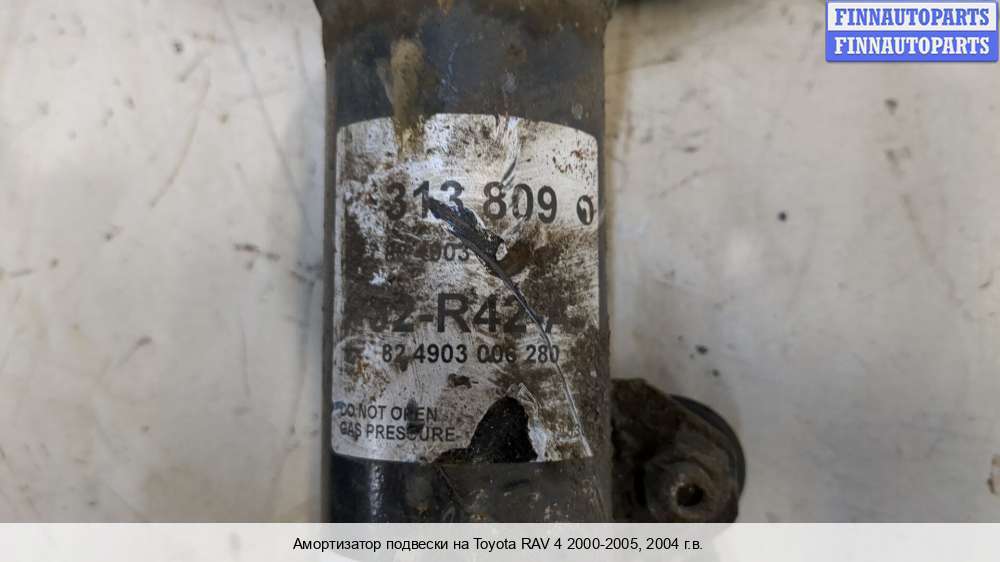 FINNAUTOPARTS
FINNAUTOPARTS
313 809
-R42
82 4903 006 280
DO NOT OPEN
GAS PRESSURE
Амортизатор подвески на Toyota RAV 4 2000-2005, 2004 г.в.